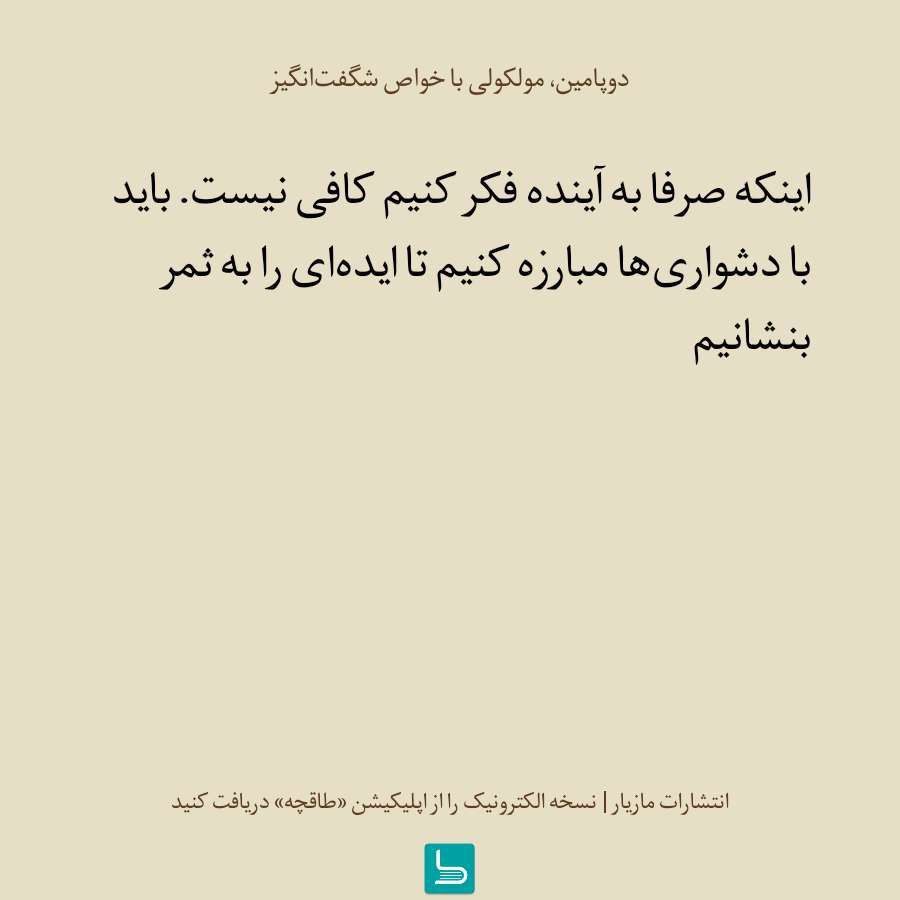 دوپامین، مولکولی با خواص شگفت‌انگیز
اینکه صرفا به آینده فکر کنیم کافی نیست. باید
با دشواری‌ها مبارزه کنیم تا ایده‌ای را به ثمر
بنشانیم
انتشارات مازیار | نسخه الکترونیک را از اپلیکیشن «طاقچه» دریافت کنید